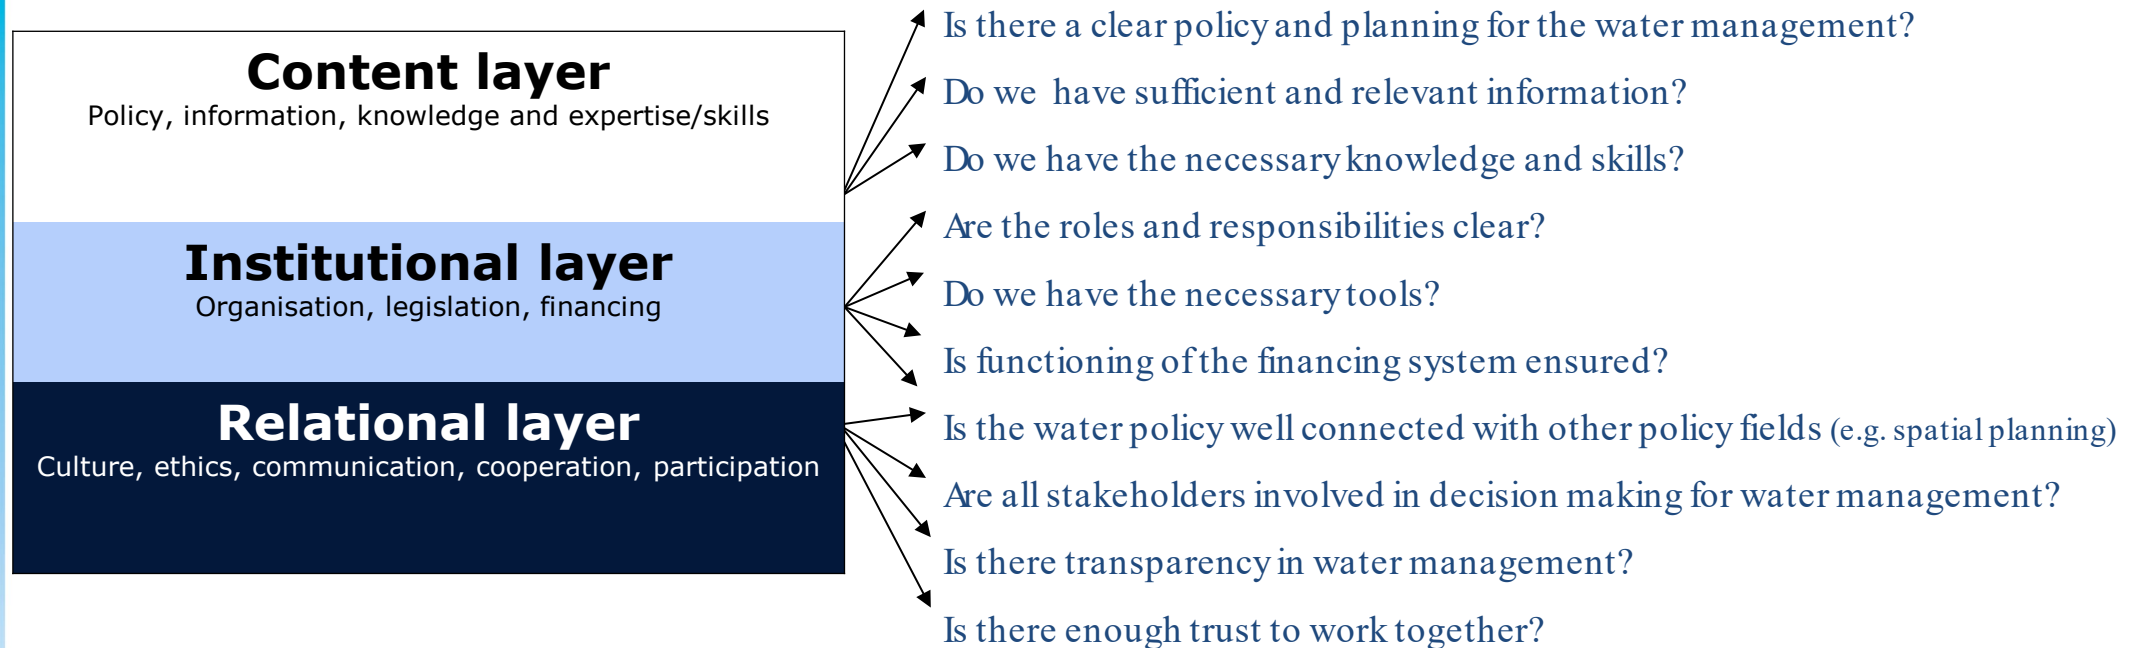 Content layer
Policy, information, knowledge and expertise/skills
Institutional layer
Organisation, legislation, financing
Relational layer
Culture, ethics, communication, cooperation, participation
Is there a clear policy and planning for the water management?
Do we have sufficient and relevant information?
Do we have the necessary knowledge and skills?
Are the roles and responsibilities clear?
Do we have the necessary tools?
Is functioning of the financing system ensured?
Is the water policy well connected with other policy fields (e.g. spatial planning)
Are all stakeholders involved in decision making for water management?
Is there transparency in water management?
Is there enough trust to work together?